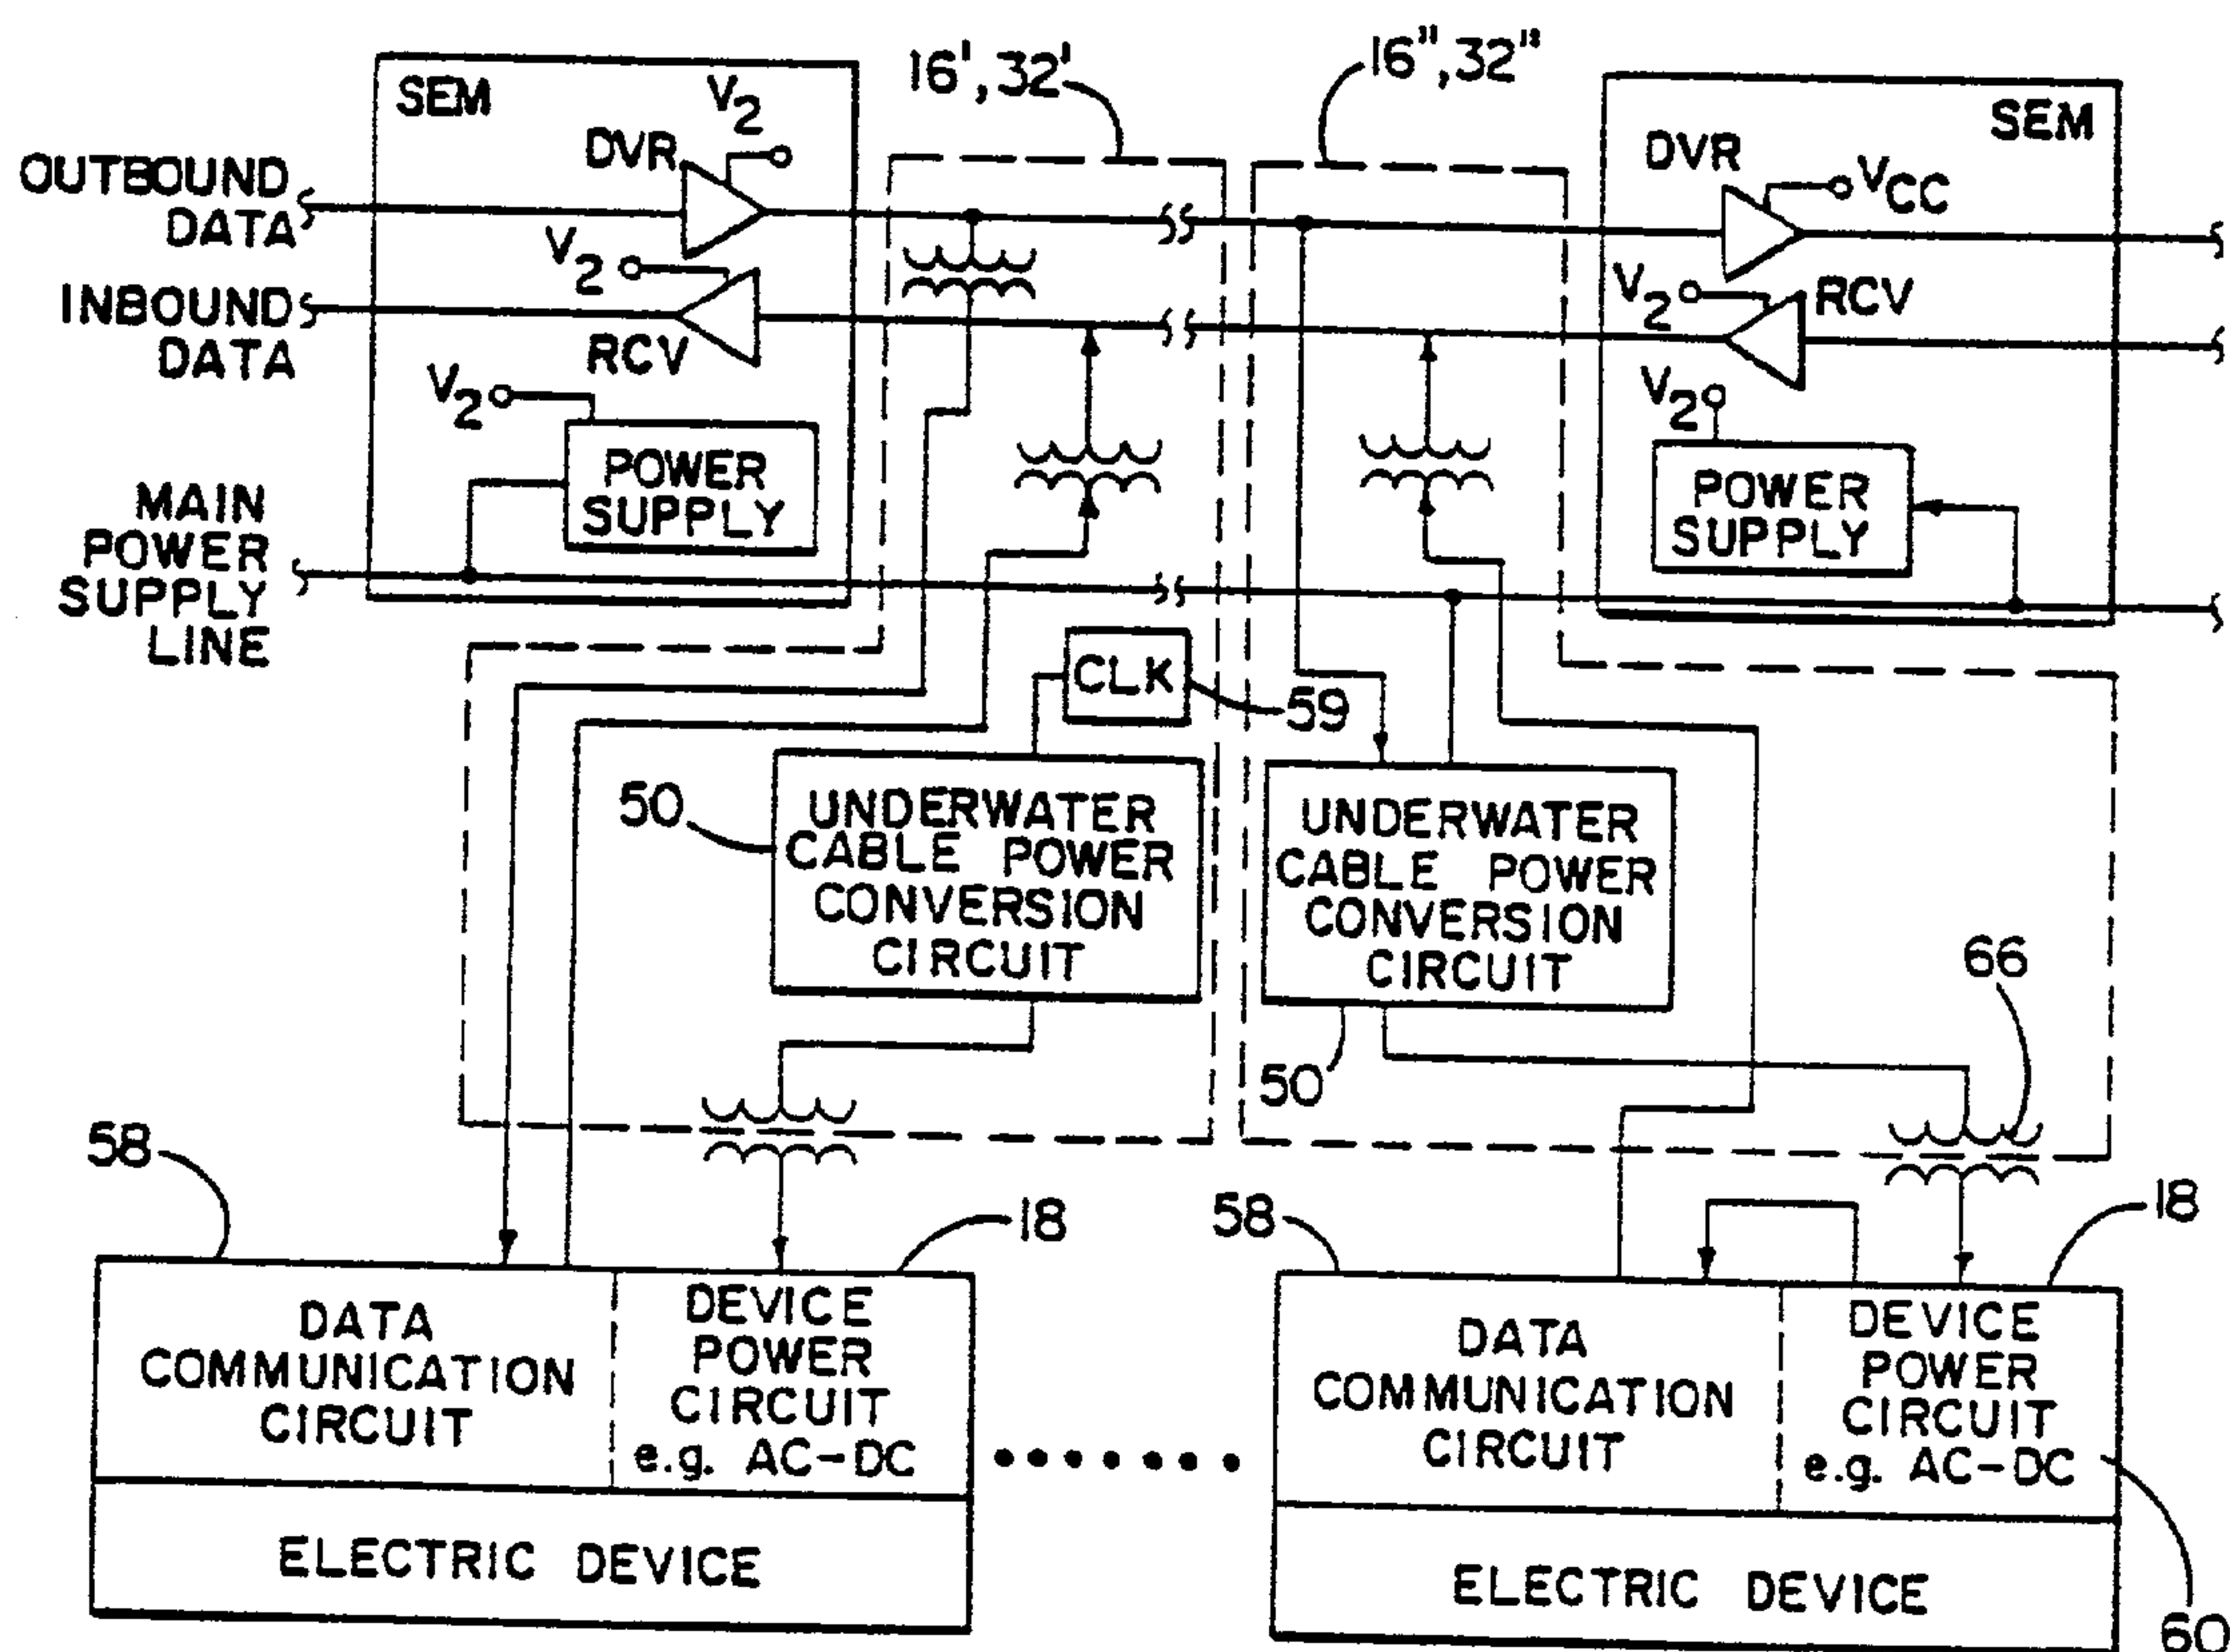 16', 32'
16", 32"
SEM
V2
DVR
OUTBOUND
DATA
V2
INBOUND
DATA
RCV
V2
POWER
SUPPLY
MAIN
POWER
SUPPLY
LINE
SEM
DVR
VCC
V2
RCV
V2
POWER
SUPPLY
CLK
59
50
UNDERWATER
CABLE POWER
CONVERSION
CIRCUIT
UNDERWATER
CABLE POWER
CONVERSION
CIRCUIT
50
66
58
18
DATA
COMMUNICATION
CIRCUIT
DEVICE
POWER
CIRCUIT
e.g. AC-DC
ELECTRIC DEVICE
58
18
DATA
COMMUNICATION
CIRCUIT
DEVICE
POWER
CIRCUIT
e.g. AC-DC
ELECTRIC DEVICE
60